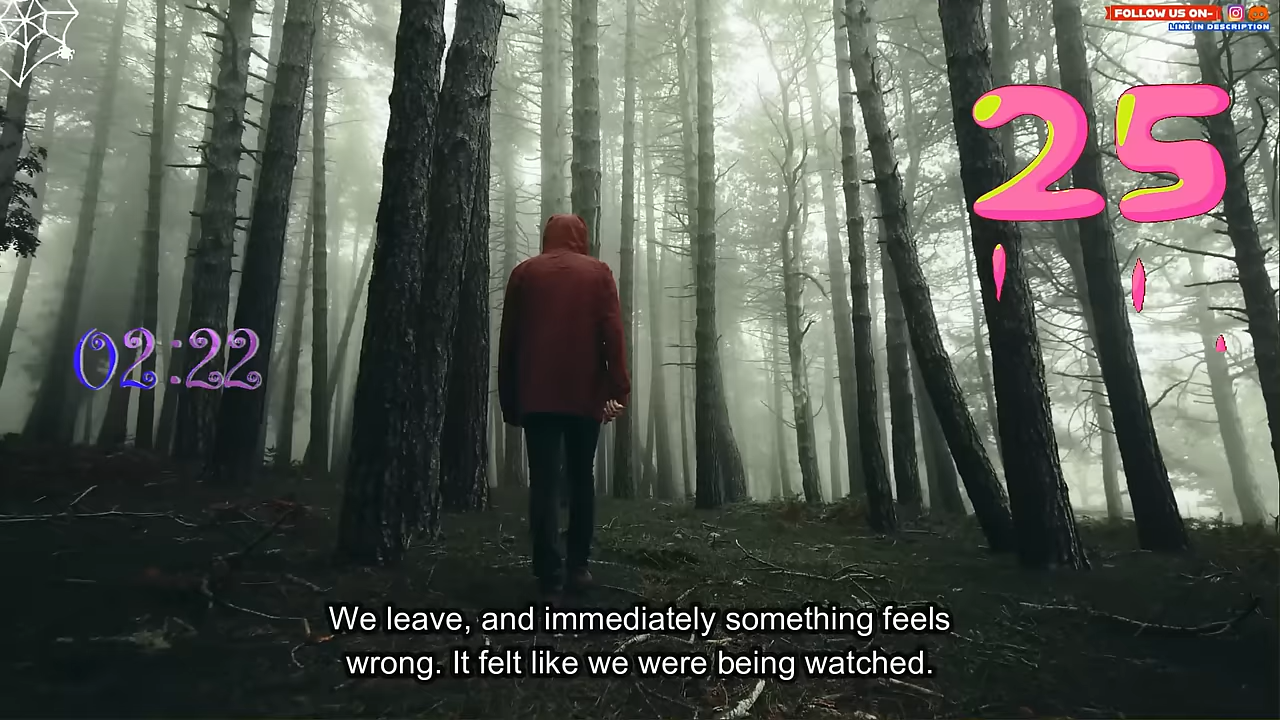 FOLLOW US ON-
LINK IN DESCRIPTION
25
02:22
We leave, and immediately something feels
wrong. It felt like we were being watched.